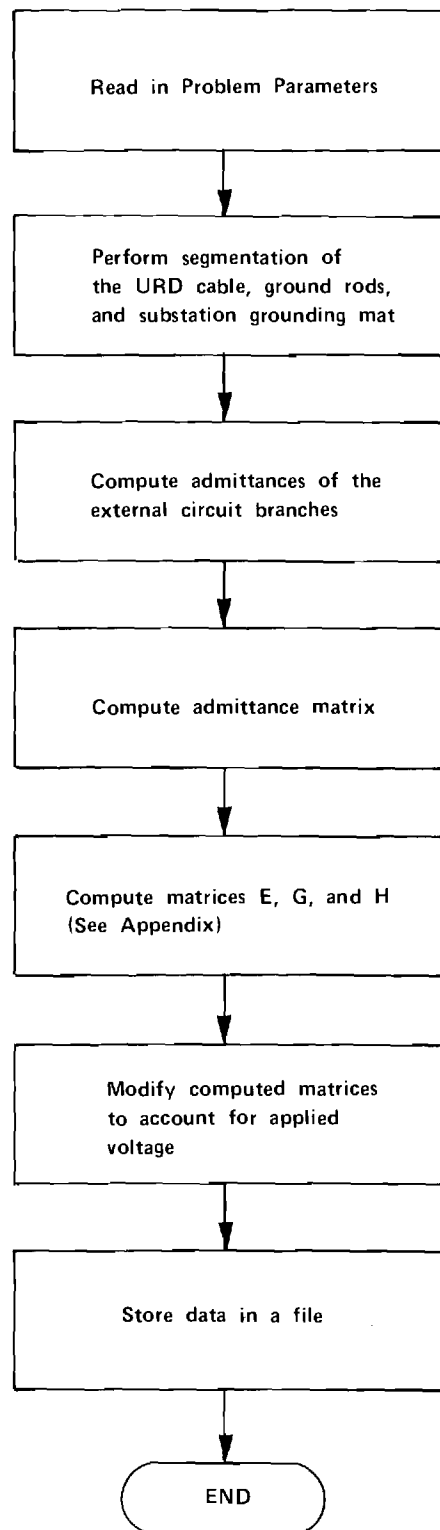 Read in Problem Parameters
Perform segmentation of
the URD cable, ground rods,
and substation grounding mat
Compute admittances of the
external circuit branches
Compute admittance matrix
Compute matrices E, G, and H
(See Appendix)
Modify computed matrices
to account for applied
voltage
Store data in a file
END